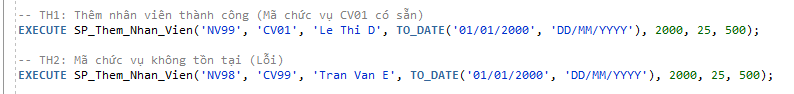 -- TH1: Thêm nhân viên thành công (Mã chức vụ CV01 có sẵn)
EXECUTE SP_Them_Nhan_Vien('NV99', 'CV01', 'Le Thi D', TO_DATE('01/01/2000', 'DD/MM/YYYY'), 2000, 25, 500);
-- TH2: Mã chức vụ không tồn tại (Lỗi)
EXECUTE SP_Them_Nhan_Vien('NV98', 'CV99', 'Tran Van E', TO_DATE('01/01/2000', 'DD/MM/YYYY'), 2000, 25, 500);